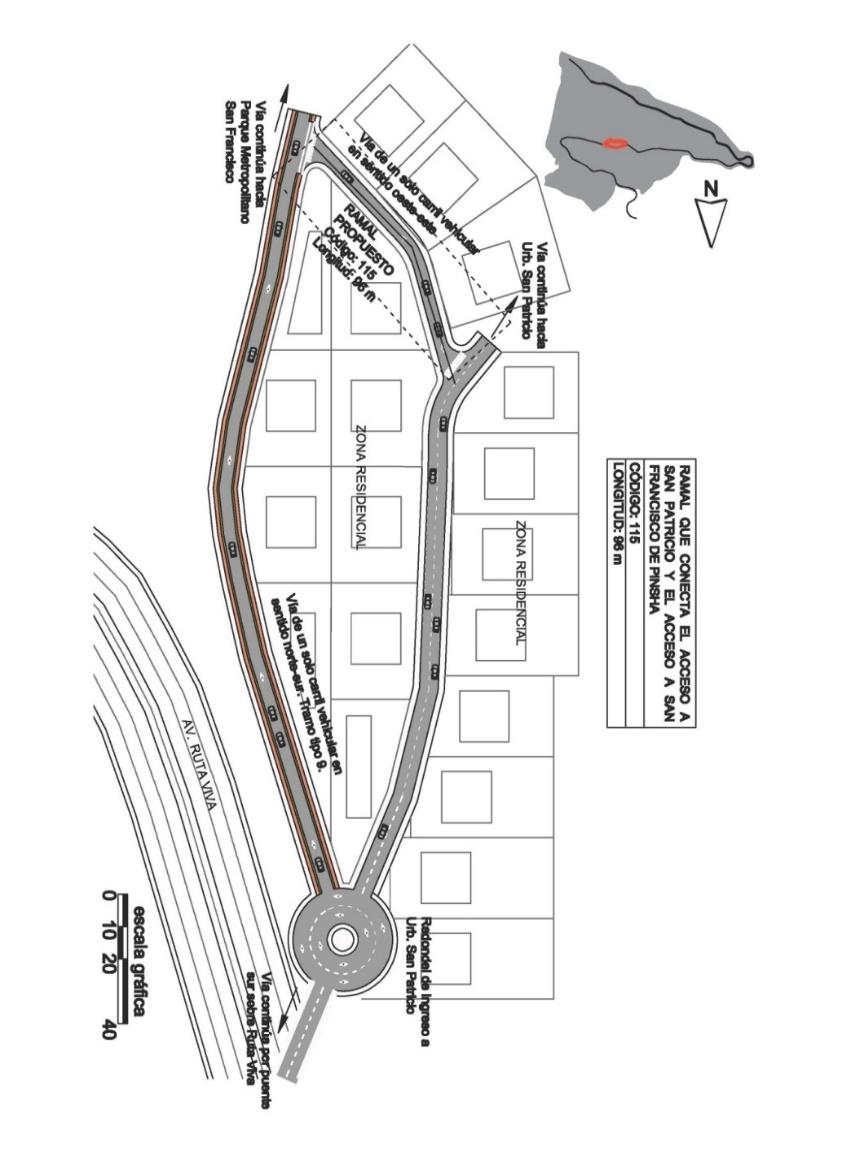 RAMAL QUE CONECTA EL ACCESO A
SAN PATRICIO Y EL ACCESO A SAN
FRANCISCO DE PINSHA
CÓDIGO: 115
LONGITUD: 96 m
N
Vía continúa hacia
Urb. San Patricio
Vía de un solo carril vehicular
en sentido oeste-este.
RAMAL
PROPUESTO
Código: 115
Longitud: 96 m
Vía continúa hacia
Parque Metropolitano
San Francisco
ZONA RESIDENCIAL
ZONA RESIDENCIAL
Vía de un solo carril vehicular en
sentido norte-sur. Tramo tipo 9.
AV. RUTA VIVA
Redondel de ingreso a
Urb. San Patricio
Vía continúa por puente
sur sobre Ruta Viva
escala gráfica
0 10 20 40